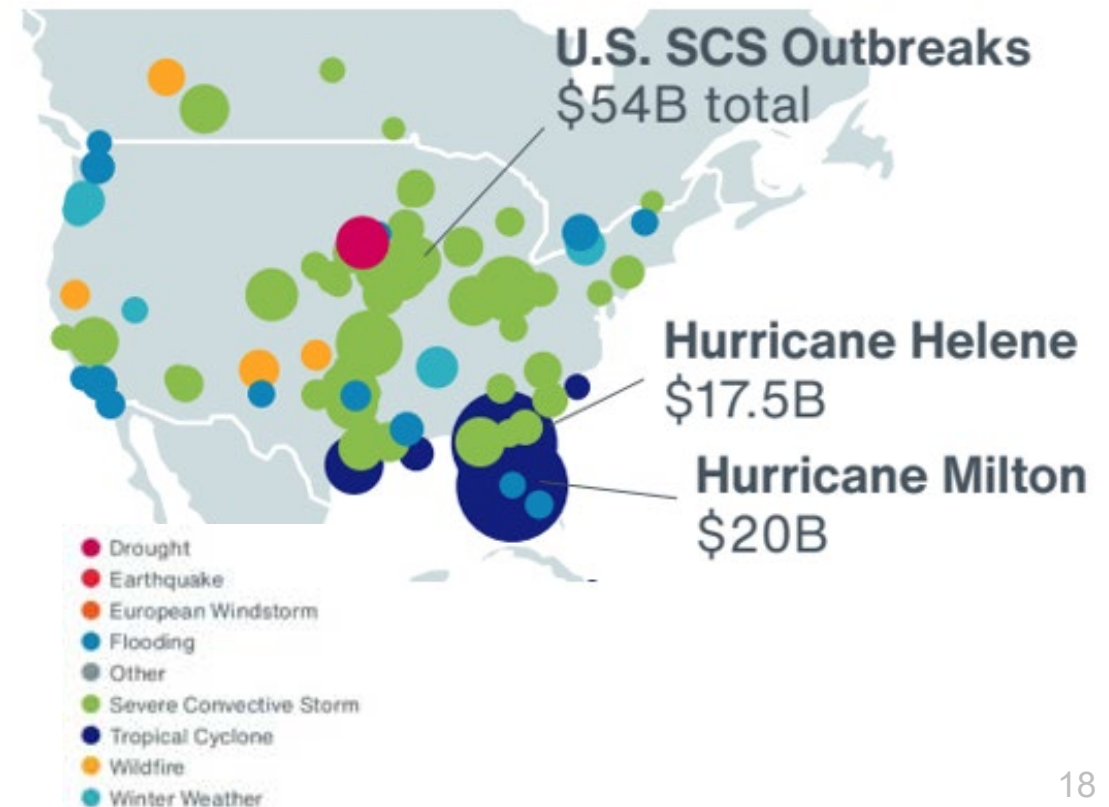 U.S. SCS Outbreaks
$54B total
Hurricane Helene
$17.5B
Hurricane Milton
$20B
Drought
Earthquake
European Windstorm
Flooding
Other
Severe Convective Storm
Tropical Cyclone
Wildfire
Winter Weather
18